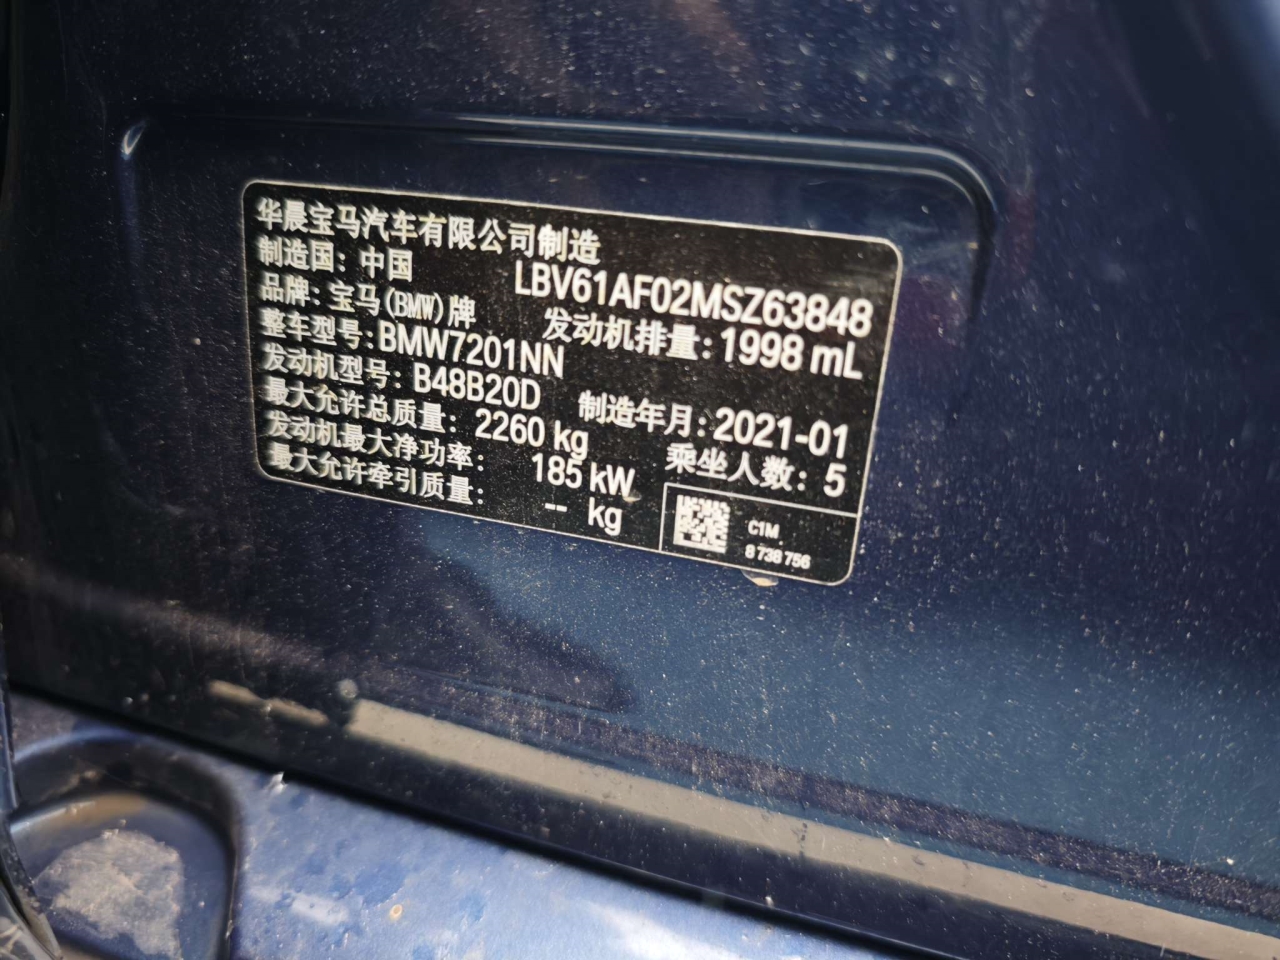 华晨宝马汽车有限公司制造
制造国：中国
LBV61AF02MSZ63848
品牌：宝马(BMW)牌
发动机排量：1998 mL
整车型号：BMW7201NN
发动机型号：B48B20D
制造年月：2021-01
最大允许总质量：2260 kg
乘坐人数：5
发动机最大净功率：185 kW
最大允许牵引质量：-- kg
C1M
8 738 756